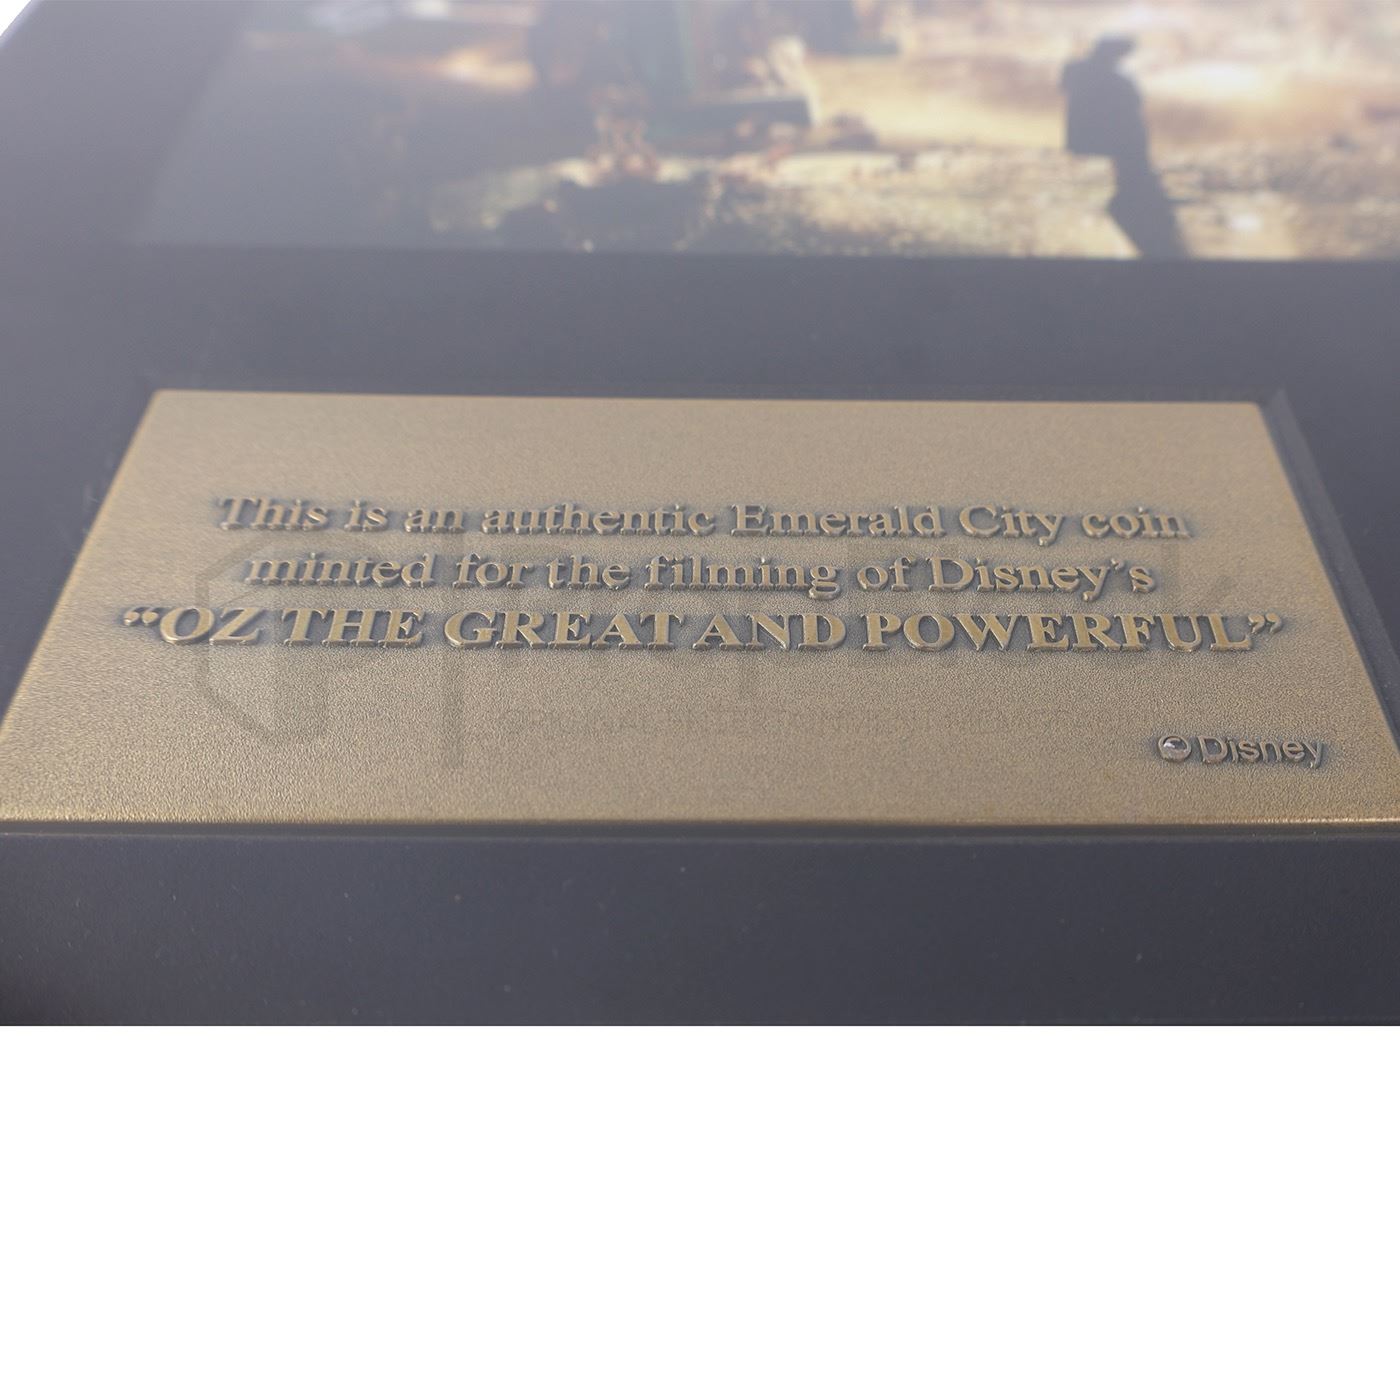 This is an authentic Emerald City coin
minted for the filming of Disney's
“OZ THE GREAT AND POWERFUL”
©Disney